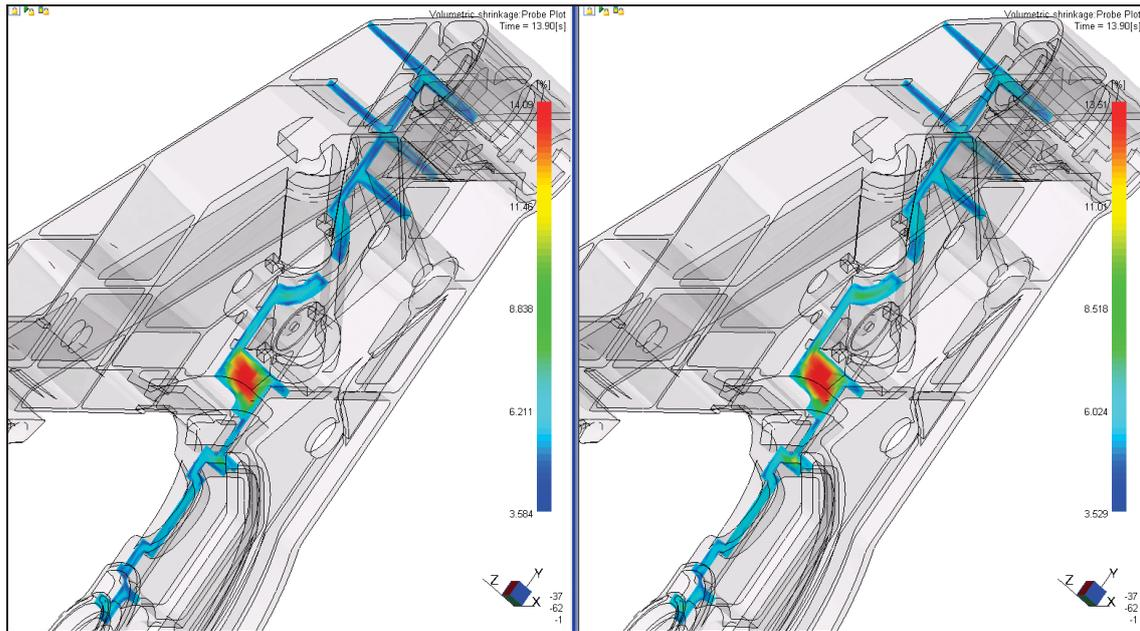 Volumetric shrinkage:Probe Plot
Time = 13.90[s]
[%]
14.09
11.46
8.838
6.211
3.584
Z
Y
X
-37
-62
-1
Volumetric shrinkage:Probe Plot
Time = 13.90[s]
[%]
13.51
11.01
8.518
6.024
3.529
Z
Y
X
-37
-62
-1